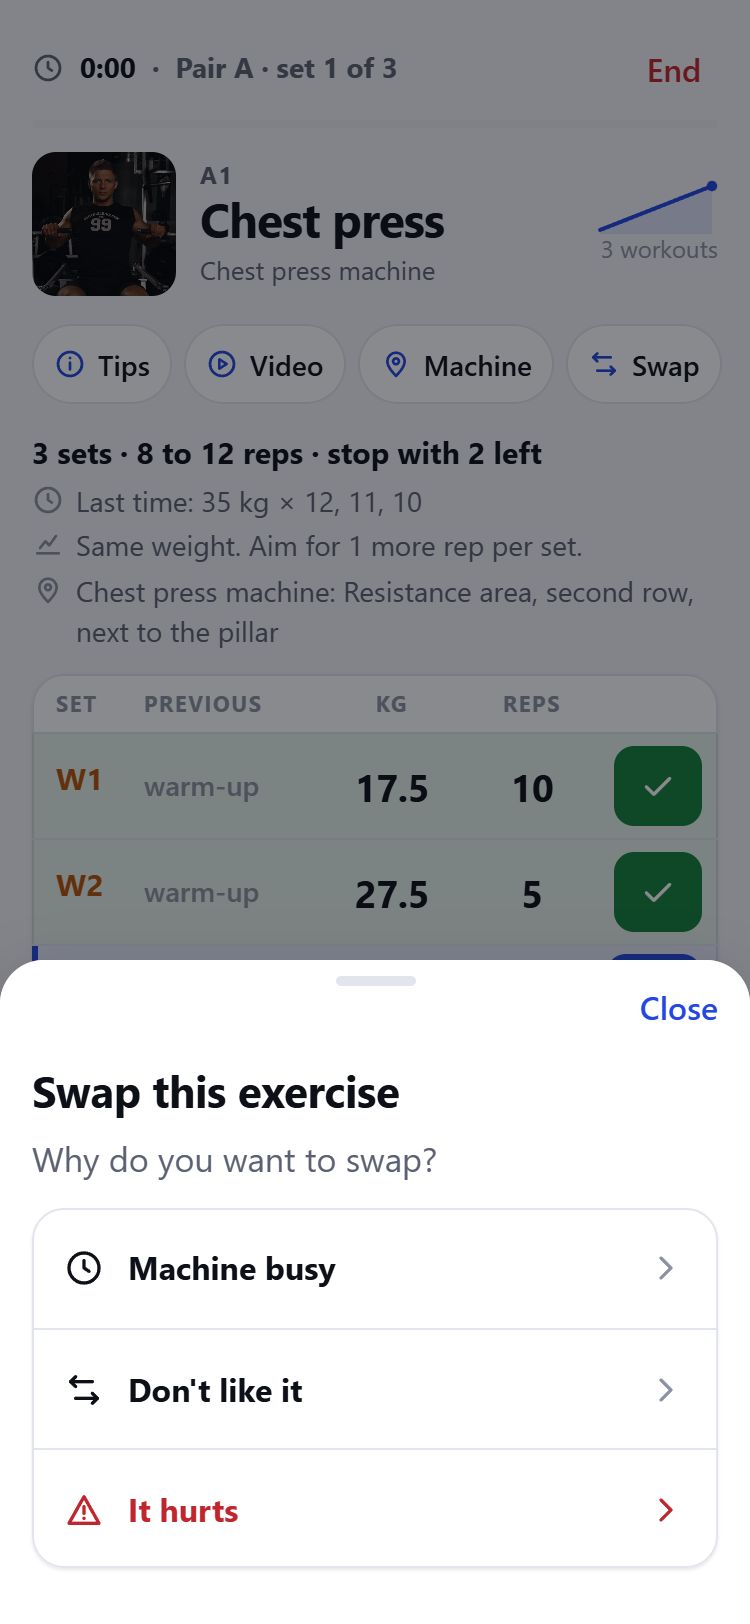 0:00 · Pair A · set 1 of 3
End
A1
Chest press
Chest press machine
3 workouts
99
Tips
Video
Machine
Swap
3 sets · 8 to 12 reps · stop with 2 left
Last time: 35 kg × 12, 11, 10
Same weight. Aim for 1 more rep per set.
Chest press machine: Resistance area, second row,
next to the pillar
SET PREVIOUS KG REPS
W1 warm-up 17.5 10
W2 warm-up 27.5 5
Close
Swap this exercise
Why do you want to swap?
Machine busy
Don't like it
It hurts